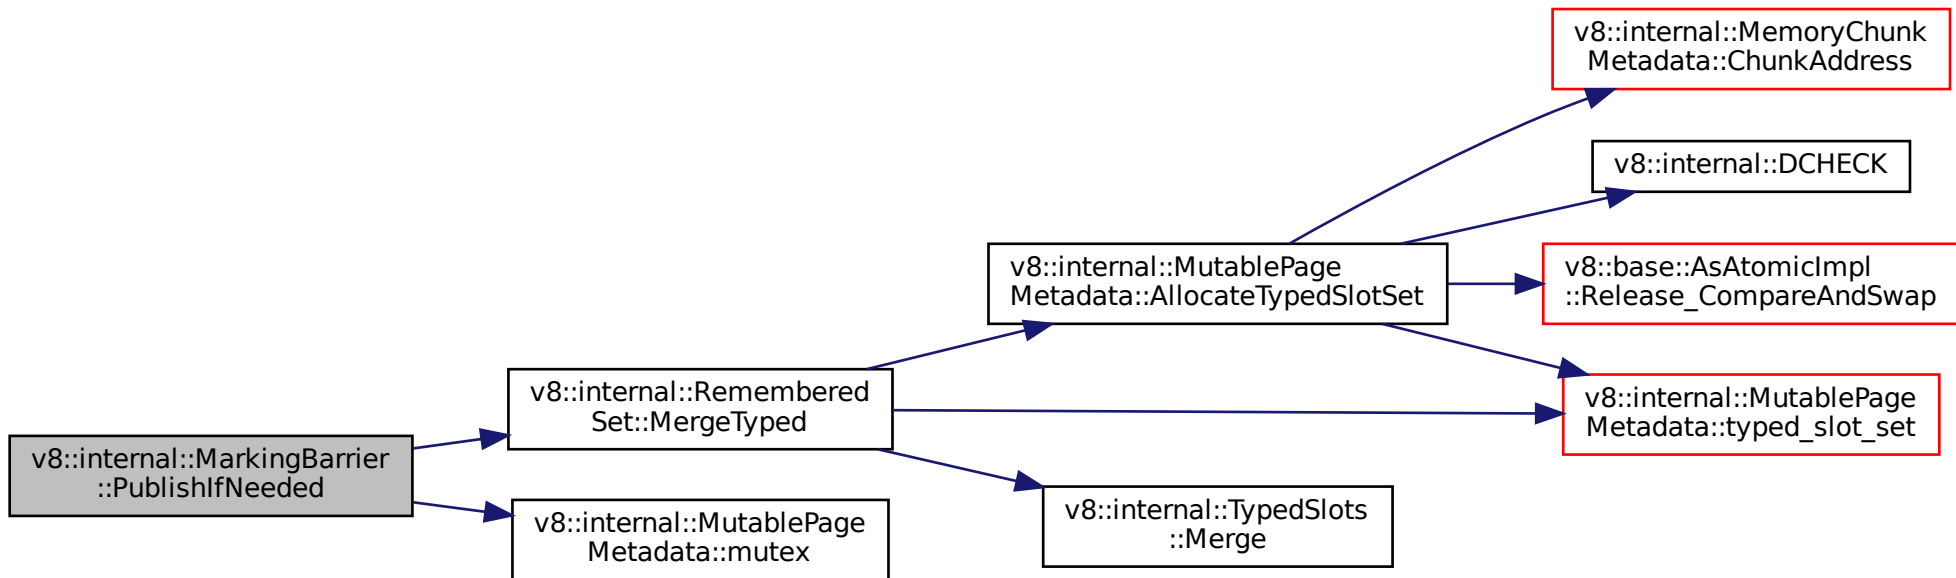 v8::internal::MemoryChunk
Metadata::ChunkAddress
v8::internal::DCHECK
v8::internal::MutablePage
Metadata::AllocateTypedSlotSet
v8::base::AsAtomicImpl
::Release_CompareAndSwap
v8::internal::Remembered
Set::MergeTyped
v8::internal::MutablePage
Metadata::typed_slot_set
v8::internal::MarkingBarrier
::PublishIfNeeded
v8::internal::TypedSlots
::Merge
v8::internal::MutablePage
Metadata::mutex